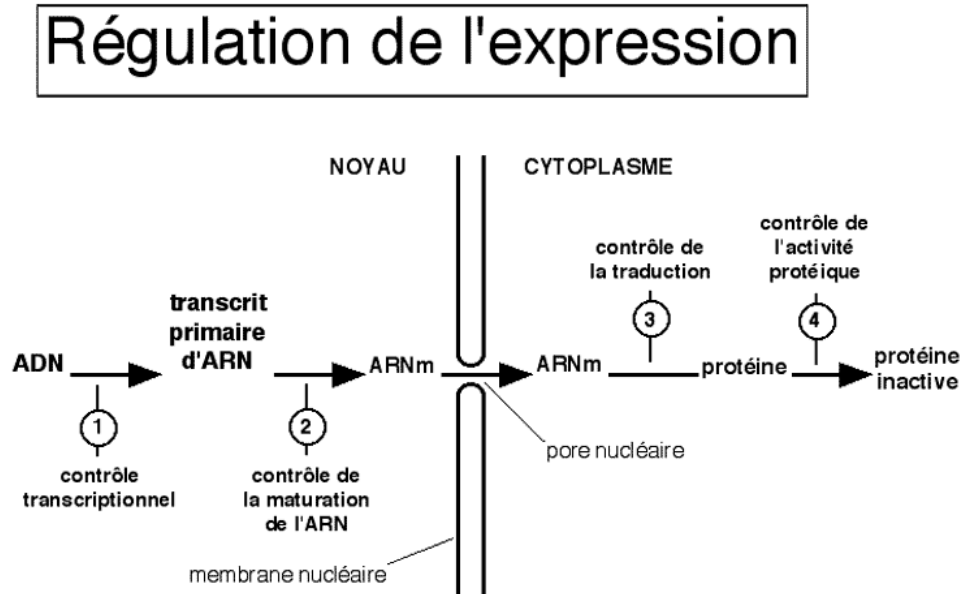 Régulation de l'expression
NOYAU
CYTOPLASME
contrôle de
l'activité
protéique
contrôle de
la traduction
transcrit
primaire
d'ARN
3
4
ADN
ARNm
ARNm
protéine
protéine
inactive
1
2
pore nucléaire
contrôle
transcriptionnel
contrôle de
la maturation
de l'ARN
membrane nucléaire